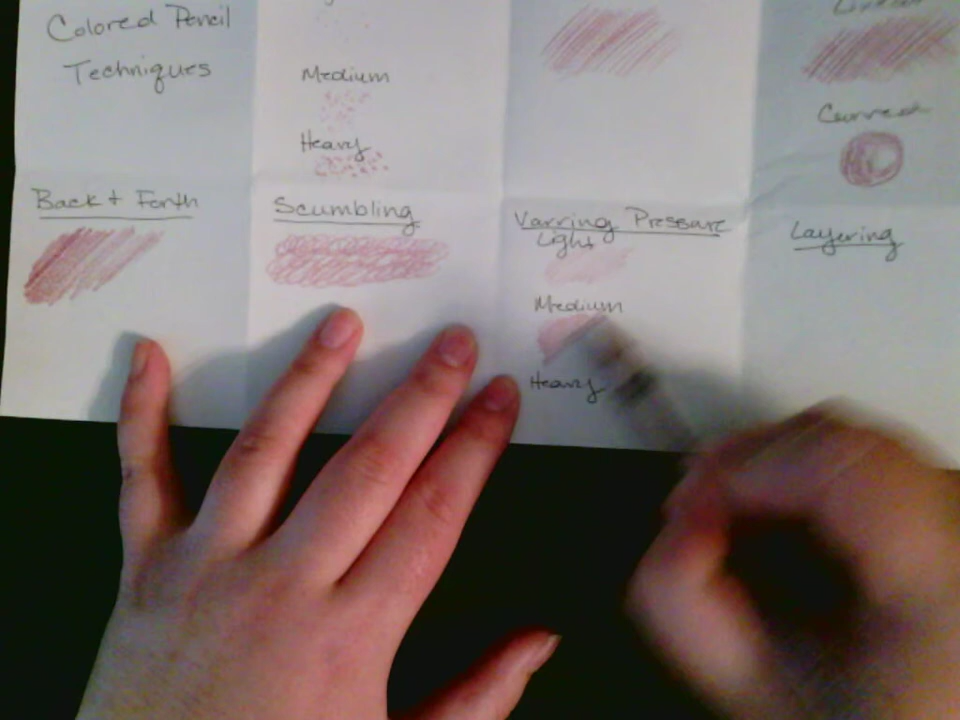 Colored Pencil
Techniques
Medium
Heavy
Curved
Back + Forth
Scumbling
Varring Pressure
Light
Medium
Heavy
Layering